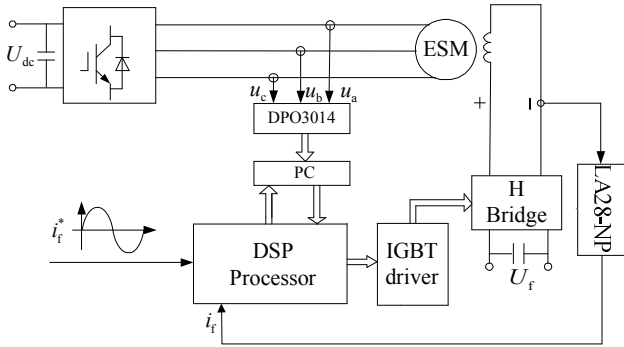 U_dc
ESM
u_c u_b u_a
DPO3014
PC
+
−
LA28-NP
H
Bridge
i_f^*
DSP
Processor
IGBT
driver
U_f
i_f